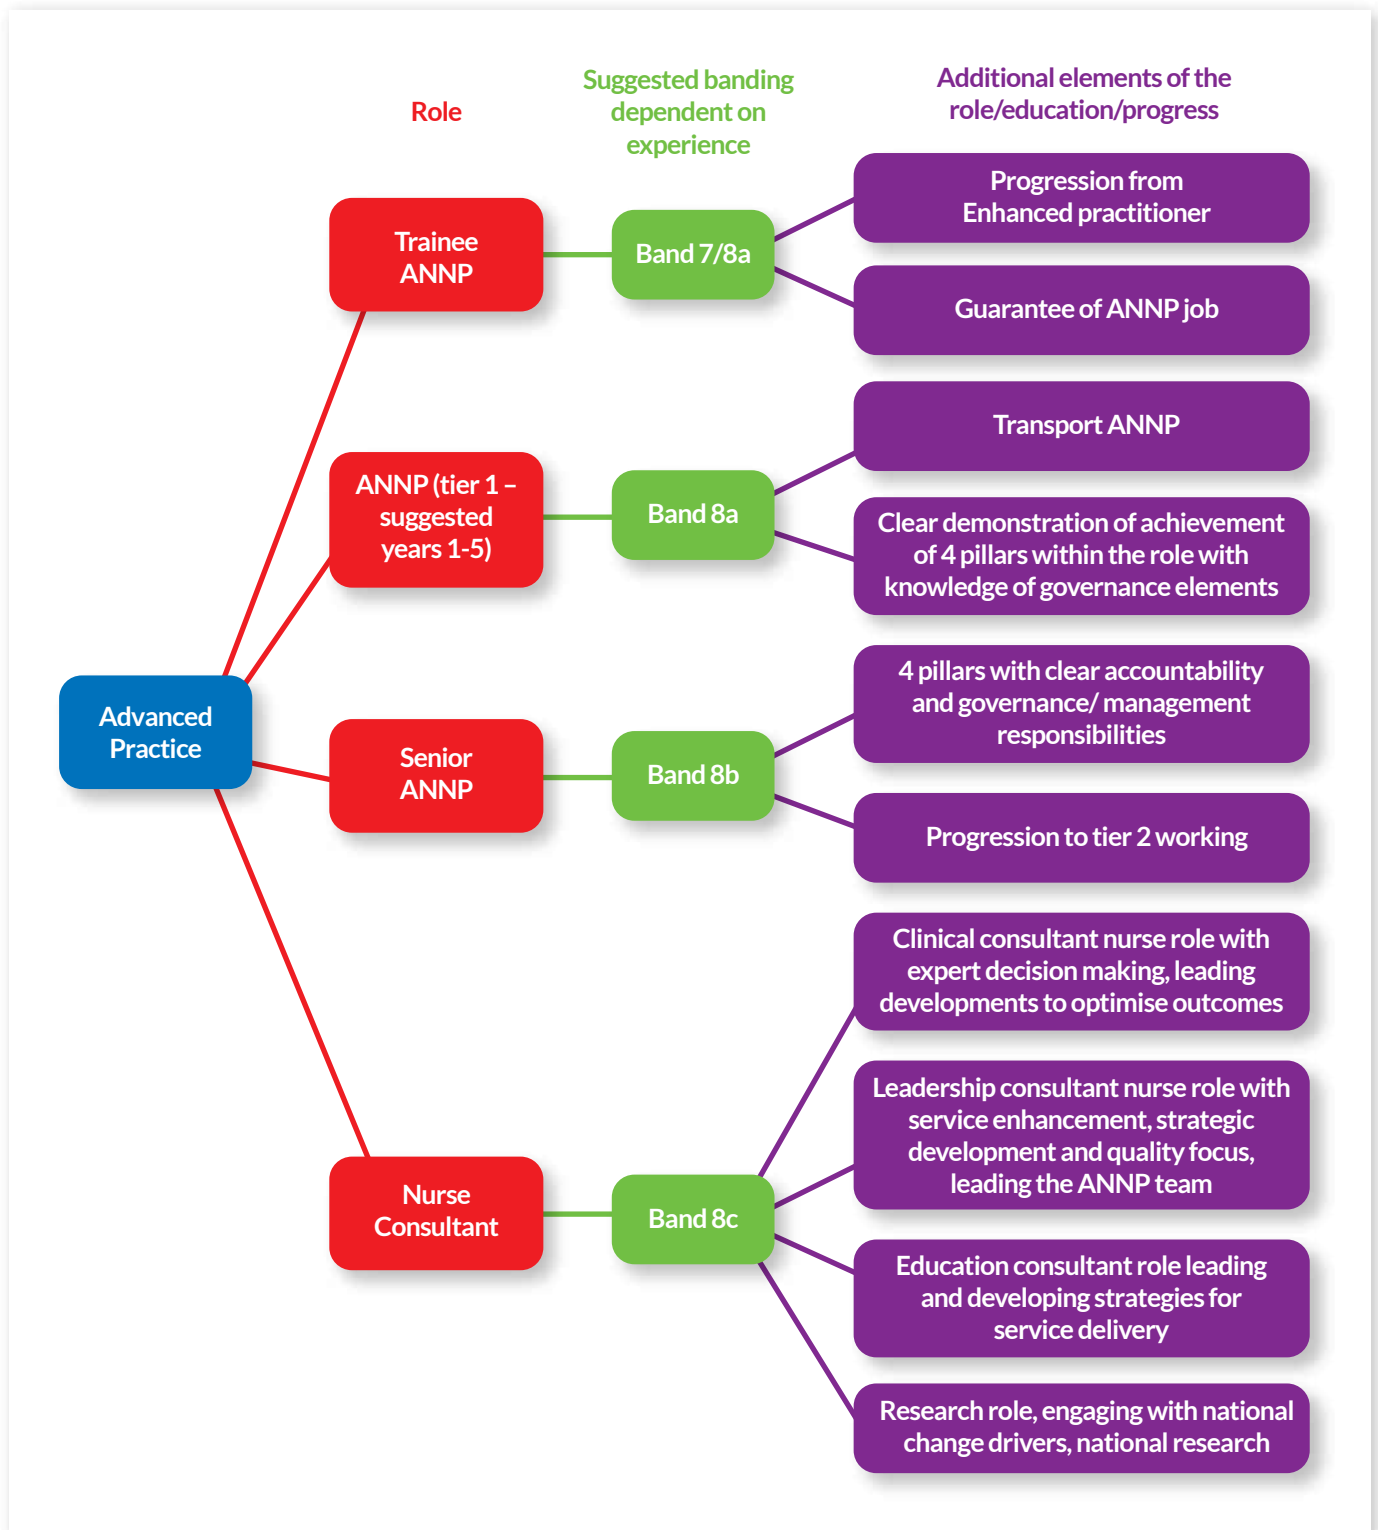 Role
Suggested banding
dependent on
experience
Additional elements of the
role/education/progress
Advanced
Practice
Trainee
ANNP
Band 7/8a
Progression from
Enhanced practitioner
Guarantee of ANNP job
ANNP (tier 1 –
suggested
years 1-5)
Band 8a
Transport ANNP
Clear demonstration of achievement
of 4 pillars within the role with
knowledge of governance elements
Senior
ANNP
Band 8b
4 pillars with clear accountability
and governance/ management
responsibilities
Progression to tier 2 working
Nurse
Consultant
Band 8c
Clinical consultant nurse role with
expert decision making, leading
developments to optimise outcomes
Leadership consultant nurse role with
service enhancement, strategic
development and quality focus,
leading the ANNP team
Education consultant role leading
and developing strategies for
service delivery
Research role, engaging with national
change drivers, national research